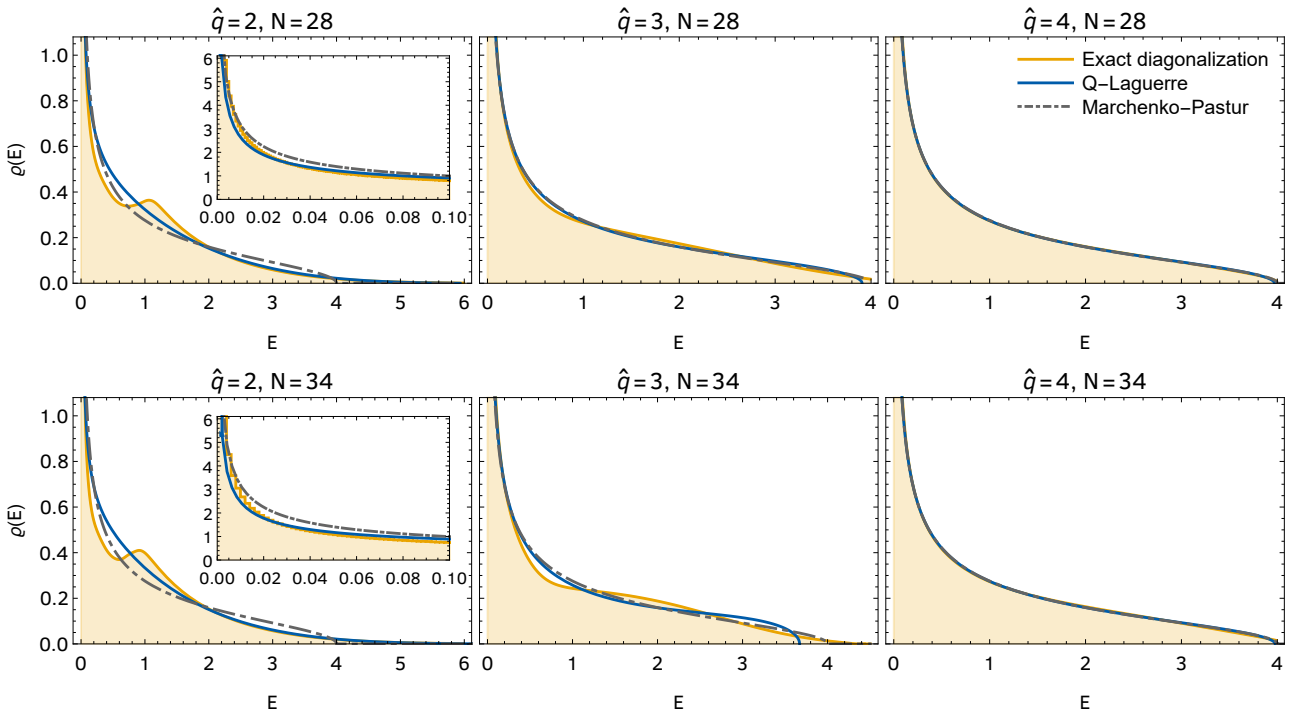 q̂=2, N=28
q̂=3, N=28
q̂=4, N=28
Exact diagonalization
Q-Laguerre
Marchenko-Pastur
ϱ(E)
1.0
0.8
0.6
0.4
0.2
0.0
6
5
4
3
2
1
0
0.00 0.02 0.04 0.06 0.08 0.10
0 1 2 3 4 5 6
0 1 2 3 4
0 1 2 3 4
E
E
E
q̂=2, N=34
q̂=3, N=34
q̂=4, N=34
ϱ(E)
1.0
0.8
0.6
0.4
0.2
0.0
6
5
4
3
2
1
0
0.00 0.02 0.04 0.06 0.08 0.10
0 1 2 3 4 5 6
0 1 2 3 4
0 1 2 3 4
E
E
E